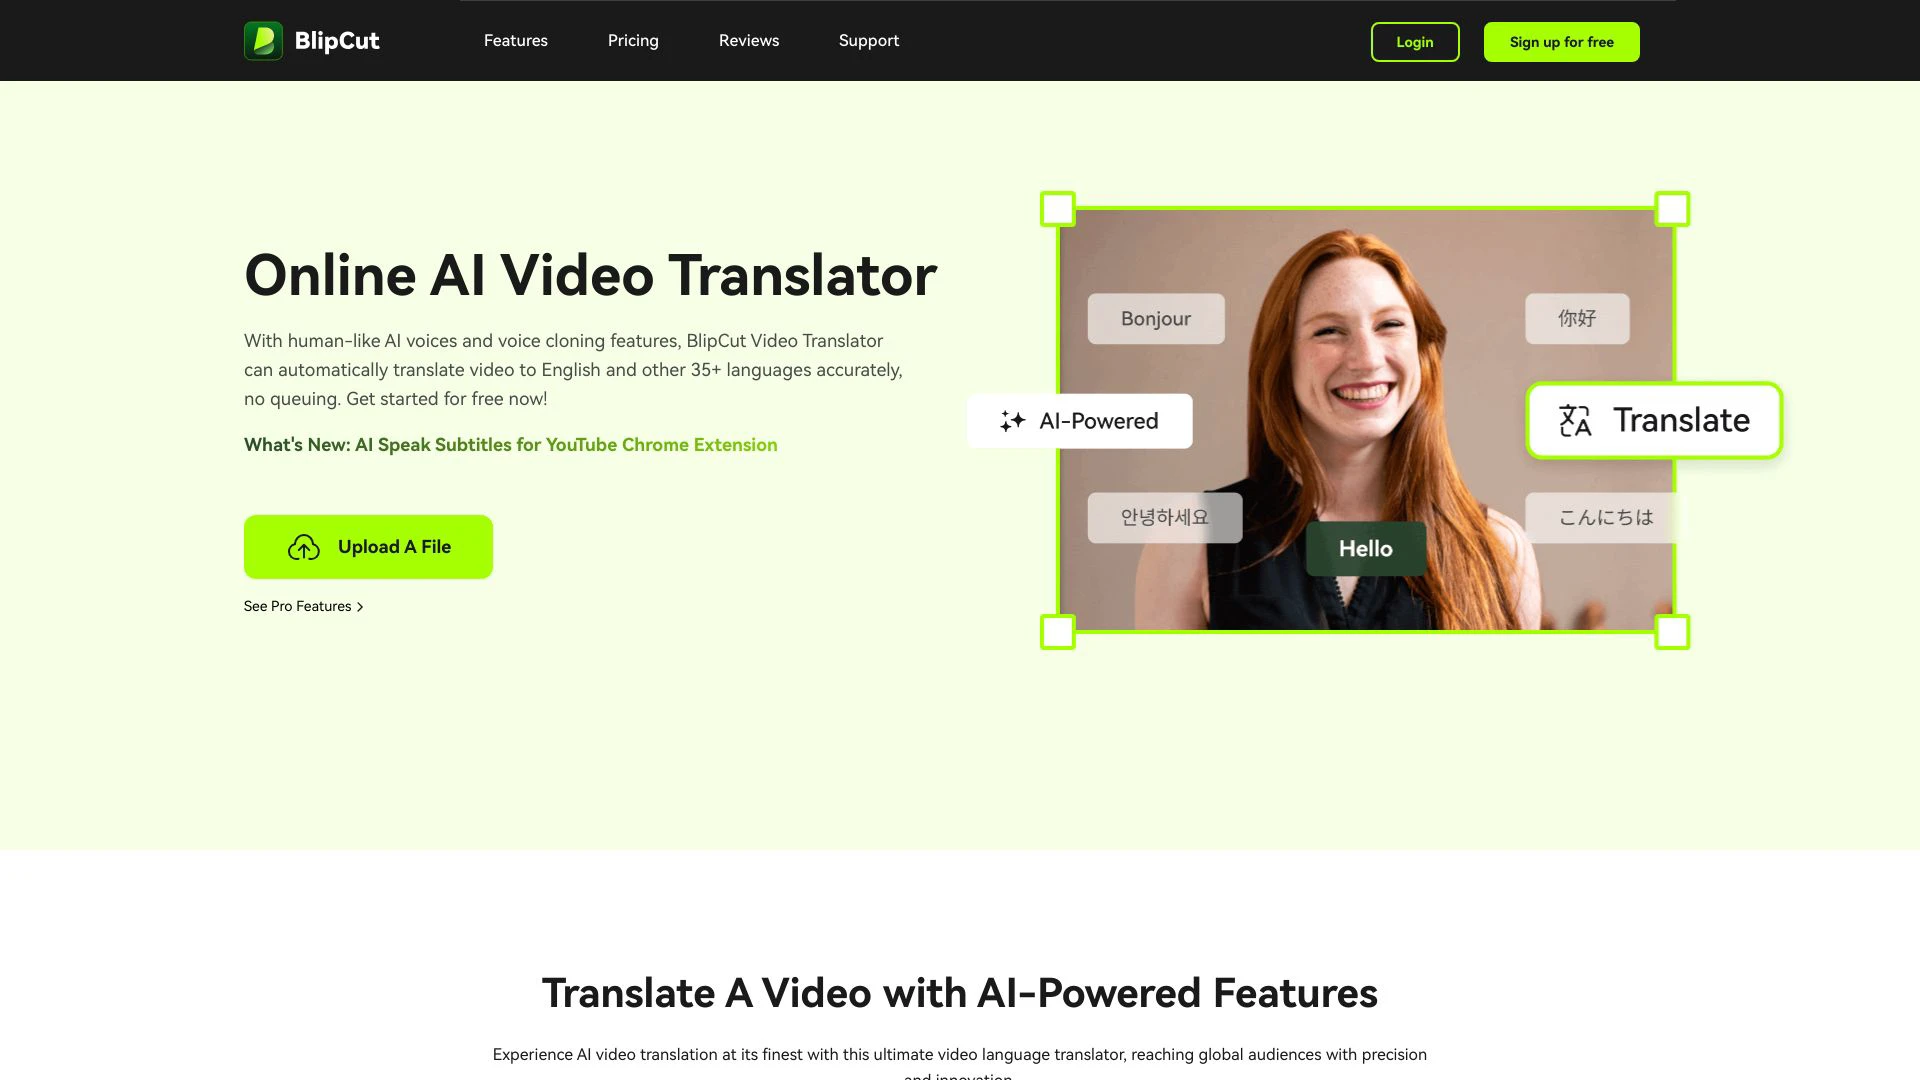 BlipCut
Features
Pricing
Reviews
Support
Login
Sign up for free
Online AI Video Translator
With human-like AI voices and voice cloning features, BlipCut Video Translator
can automatically translate video to English and other 35+ languages accurately,
no queuing. Get started for free now!
What's New: AI Speak Subtitles for YouTube Chrome Extension
Upload A File
See Pro Features
Bonjour
你好
AI-Powered
Translate
안녕하세요
こんにちは
Hello
Translate A Video with AI-Powered Features
Experience AI video translation at its finest with this ultimate video language translator, reaching global audiences with precision
and innovation.